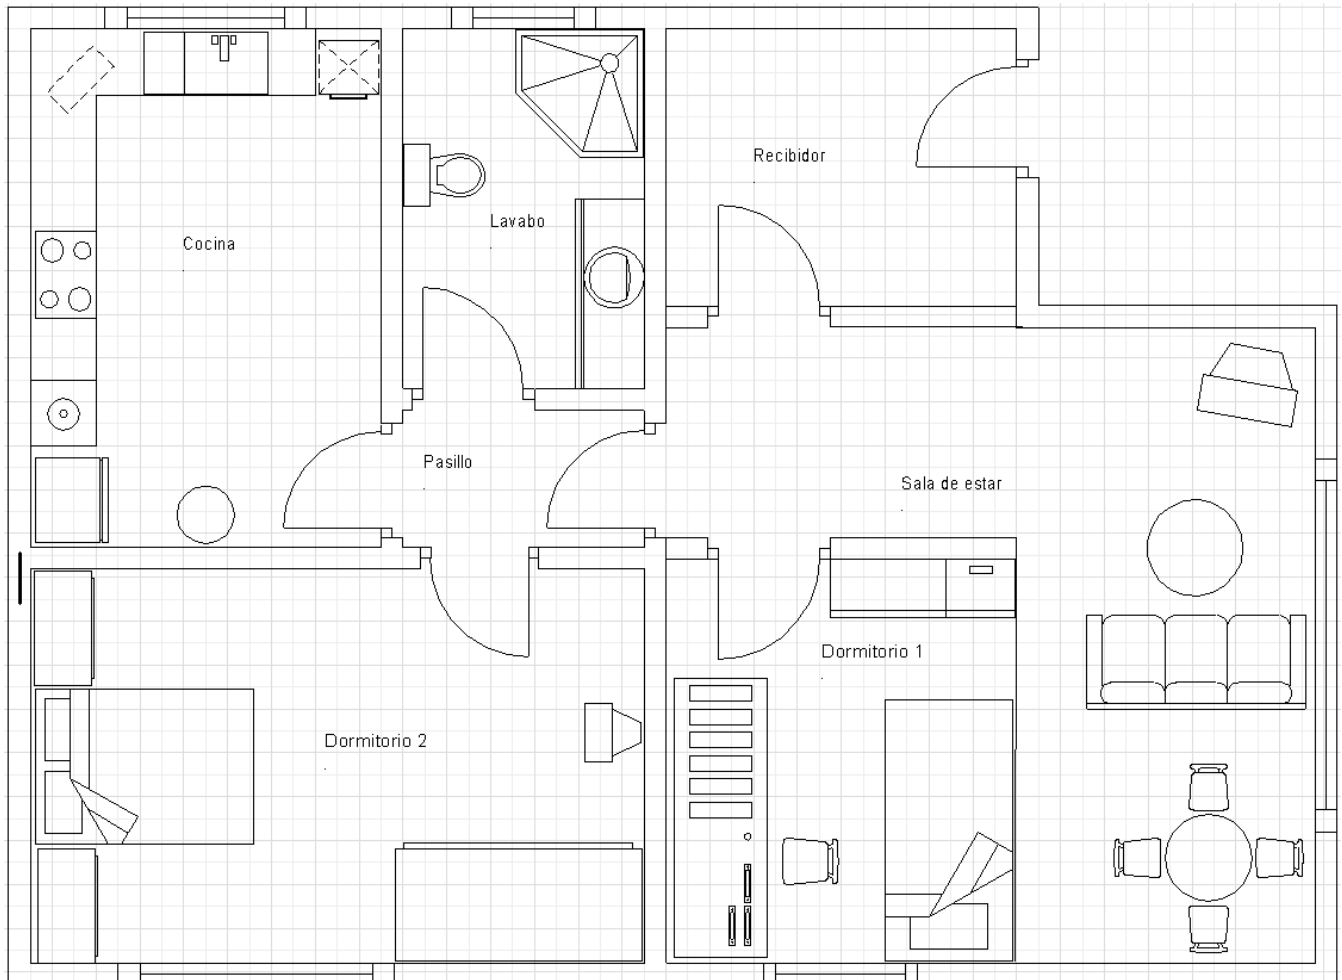 Recibidor
Lavabo
Cocina
Pasillo
Sala de estar
Dormitorio 1
Dormitorio 2